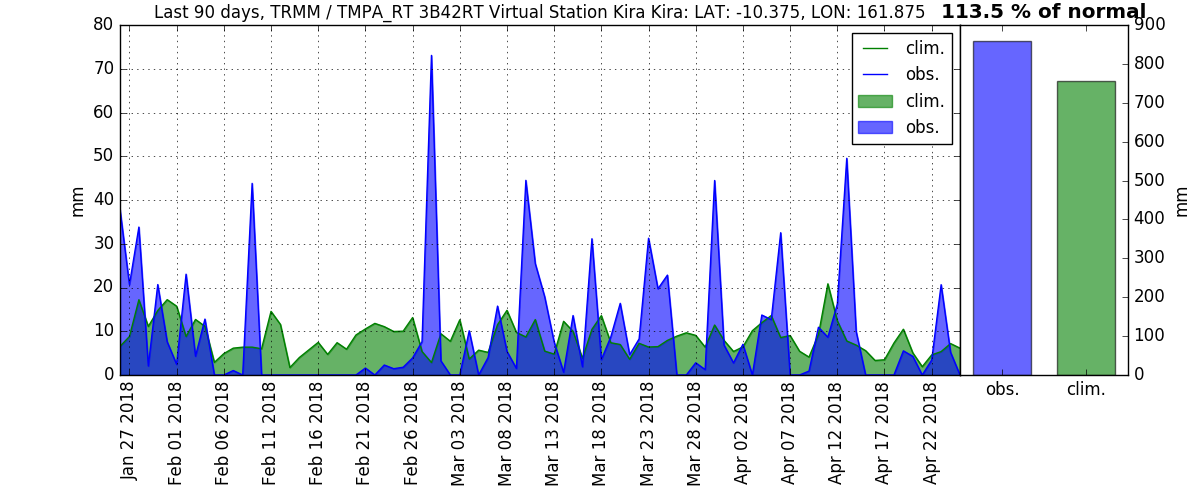 Last 90 days, TRMM / TMPA_RT 3B42RT Virtual Station Kira Kira: LAT: -10.375, LON: 161.875 113.5 % of normal
80
70
60
50
40
30
20
10
0
mm
clim.
obs.
clim.
obs.
Jan 27 2018
Feb 01 2018
Feb 06 2018
Feb 11 2018
Feb 16 2018
Feb 21 2018
Feb 26 2018
Mar 03 2018
Mar 08 2018
Mar 13 2018
Mar 18 2018
Mar 23 2018
Mar 28 2018
Apr 02 2018
Apr 07 2018
Apr 12 2018
Apr 17 2018
Apr 22 2018
900
800
700
600
500
400
300
200
100
0
mm
obs.
clim.